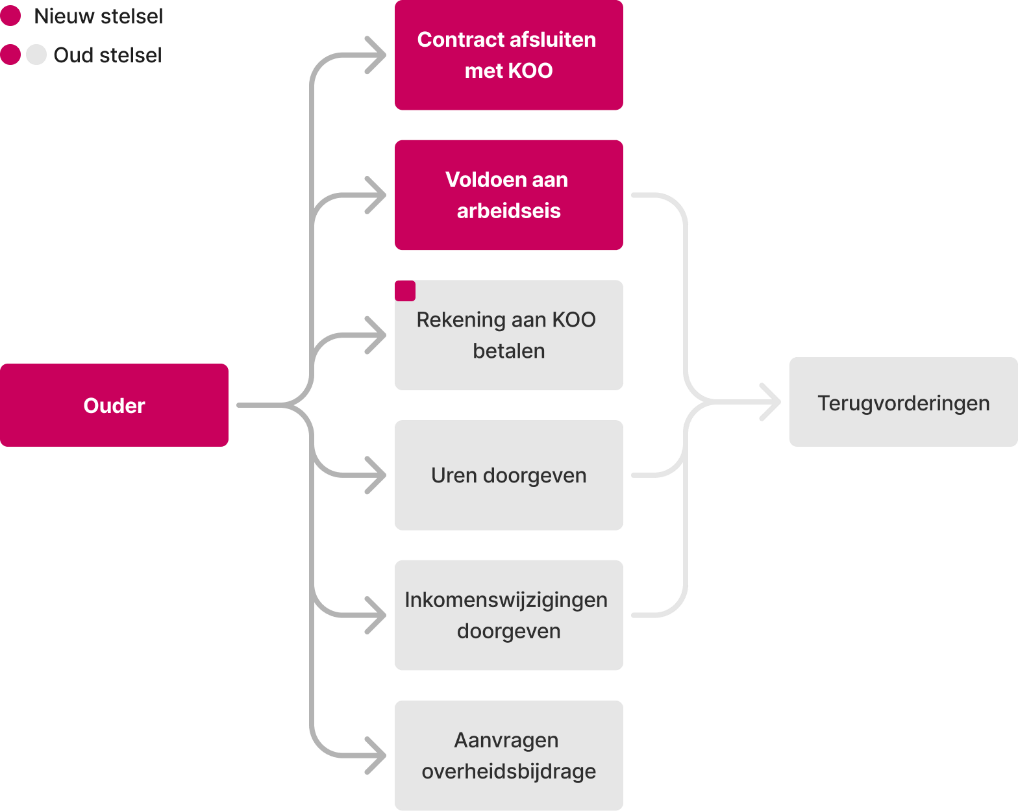 Nieuw stelsel
Oud stelsel
Contract afsluiten
met KOO
Voldoen aan
arbeidseis
Rekening aan KOO
betalen
Ouder
Terugvorderingen
Uren doorgeven
Inkomenswijzigingen
doorgeven
Aanvragen
overheidsbijdrage